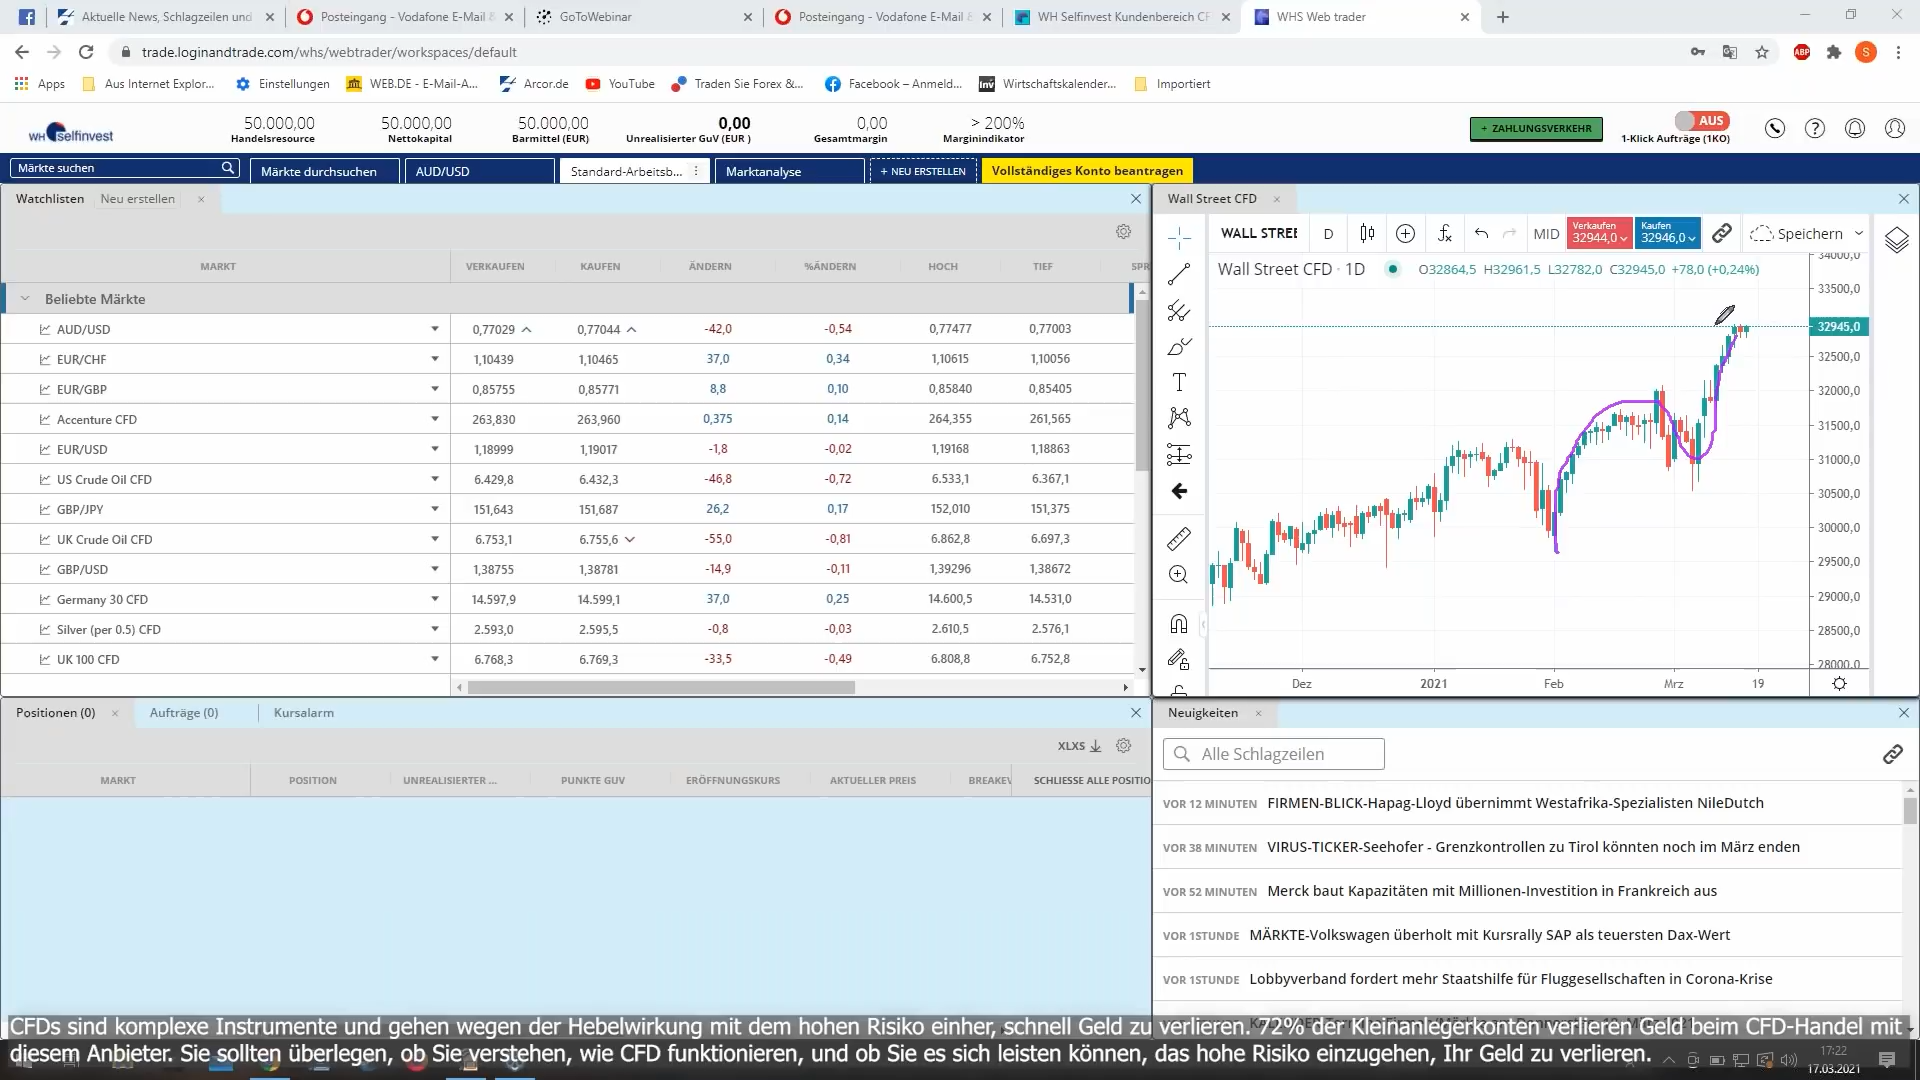 Aktuelle News, Schlagzeilen und
Posteingang - Vodafone E-Mail &
GoToWebinar
Posteingang - Vodafone E-Mail &
WH Selfinvest Kundenbereich CF
WHS Web trader
trade.loginandtrade.com/whs/webtrader/workspaces/default
ABP
S
Apps
Aus Internet Explor...
Einstellungen
WEB.DE - E-Mail-A...
Arcor.de
YouTube
Traden Sie Forex &...
Facebook – Anmeld...
Inv Wirtschaftskalender...
Importiert
WH selfinvest
50.000,00 50.000,00 50.000,00 0,00 0,00 > 200%
Handelsresource Nettokapital Barmittel (EUR) Unrealisierter GuV (EUR ) Gesamtmargin Marginindikator
+ ZAHLUNGSVERKEHR
AUS
1-Klick Aufträge (1KO)
Märkte suchen
Märkte durchsuchen
AUD/USD
Standard-Arbeitsb...
Marktanalyse
+ NEU ERSTELLEN
Vollständiges Konto beantragen
Watchlisten Neu erstellen
MARKT VERKAUFEN KAUFEN ÄNDERN %ÄNDERN HOCH TIEF SPR
Beliebte Märkte
AUD/USD 0,77029 0,77044 -42,0 -0,54 0,77477 0,77003
EUR/CHF 1,10439 1,10465 37,0 0,34 1,10615 1,10056
EUR/GBP 0,85755 0,85771 8,8 0,10 0,85840 0,85405
Accenture CFD 263,830 263,960 0,375 0,14 264,355 261,565
EUR/USD 1,18999 1,19017 -1,8 -0,02 1,19168 1,18863
US Crude Oil CFD 6.429,8 6.432,3 -46,8 -0,72 6.533,1 6.367,1
GBP/JPY 151,643 151,687 26,2 0,17 152,010 151,375
UK Crude Oil CFD 6.753,1 6.755,6 -55,0 -0,81 6.862,8 6.697,3
GBP/USD 1,38755 1,38781 -14,9 -0,11 1,39296 1,38672
Germany 30 CFD 14.597,9 14.599,1 37,0 0,25 14.600,5 14.531,0
Silver (per 0.5) CFD 2.593,0 2.595,5 -0,8 -0,03 2.610,5 2.576,1
UK 100 CFD 6.768,3 6.769,3 -33,5 -0,49 6.808,8 6.752,8
Wall Street CFD
WALL STREE D MID
Verkaufen
32944,0
Kaufen
32946,0
Speichern
Wall Street CFD · 1D O32864,5 H32961,5 L32782,0 C32945,0 +78,0 (+0,24%)
34000,0
33500,0
32945,0
32500,0
32000,0
31500,0
31000,0
30500,0
30000,0
29500,0
29000,0
28500,0
28000,0
Dez 2021 Feb Mrz 19
Positionen (0) Aufträge (0) Kursalarm
XLXS
MARKT POSITION UNREALISIERTER ... PUNKTE GUV ERÖFFNUNGSKURS AKTUELLER PREIS BREAKEV SCHLIESSE ALLE POSITIO
Neuigkeiten
Alle Schlagzeilen
VOR 12 MINUTEN FIRMEN-BLICK-Hapag-Lloyd übernimmt Westafrika-Spezialisten NileDutch
VOR 38 MINUTEN VIRUS-TICKER-Seehofer - Grenzkontrollen zu Tirol könnten noch im März enden
VOR 52 MINUTEN Merck baut Kapazitäten mit Millionen-Investition in Frankreich aus
VOR 1STUNDE MÄRKTE-Volkswagen überholt mit Kursrally SAP als teuersten Dax-Wert
VOR 1STUNDE Lobbyverband fordert mehr Staatshilfe für Fluggesellschaften in Corona-Krise
CFDs sind komplexe Instrumente und gehen wegen der Hebelwirkung mit dem hohen Risiko einher, schnell Geld zu verlieren. 72% der Kleinanlegerkonten verlieren Geld beim CFD-Handel mit
diesem Anbieter. Sie sollten überlegen, ob Sie verstehen, wie CFD funktionieren, und ob Sie es sich leisten können, das hohe Risiko einzugehen, Ihr Geld zu verlieren.
17:22
17.03.2021